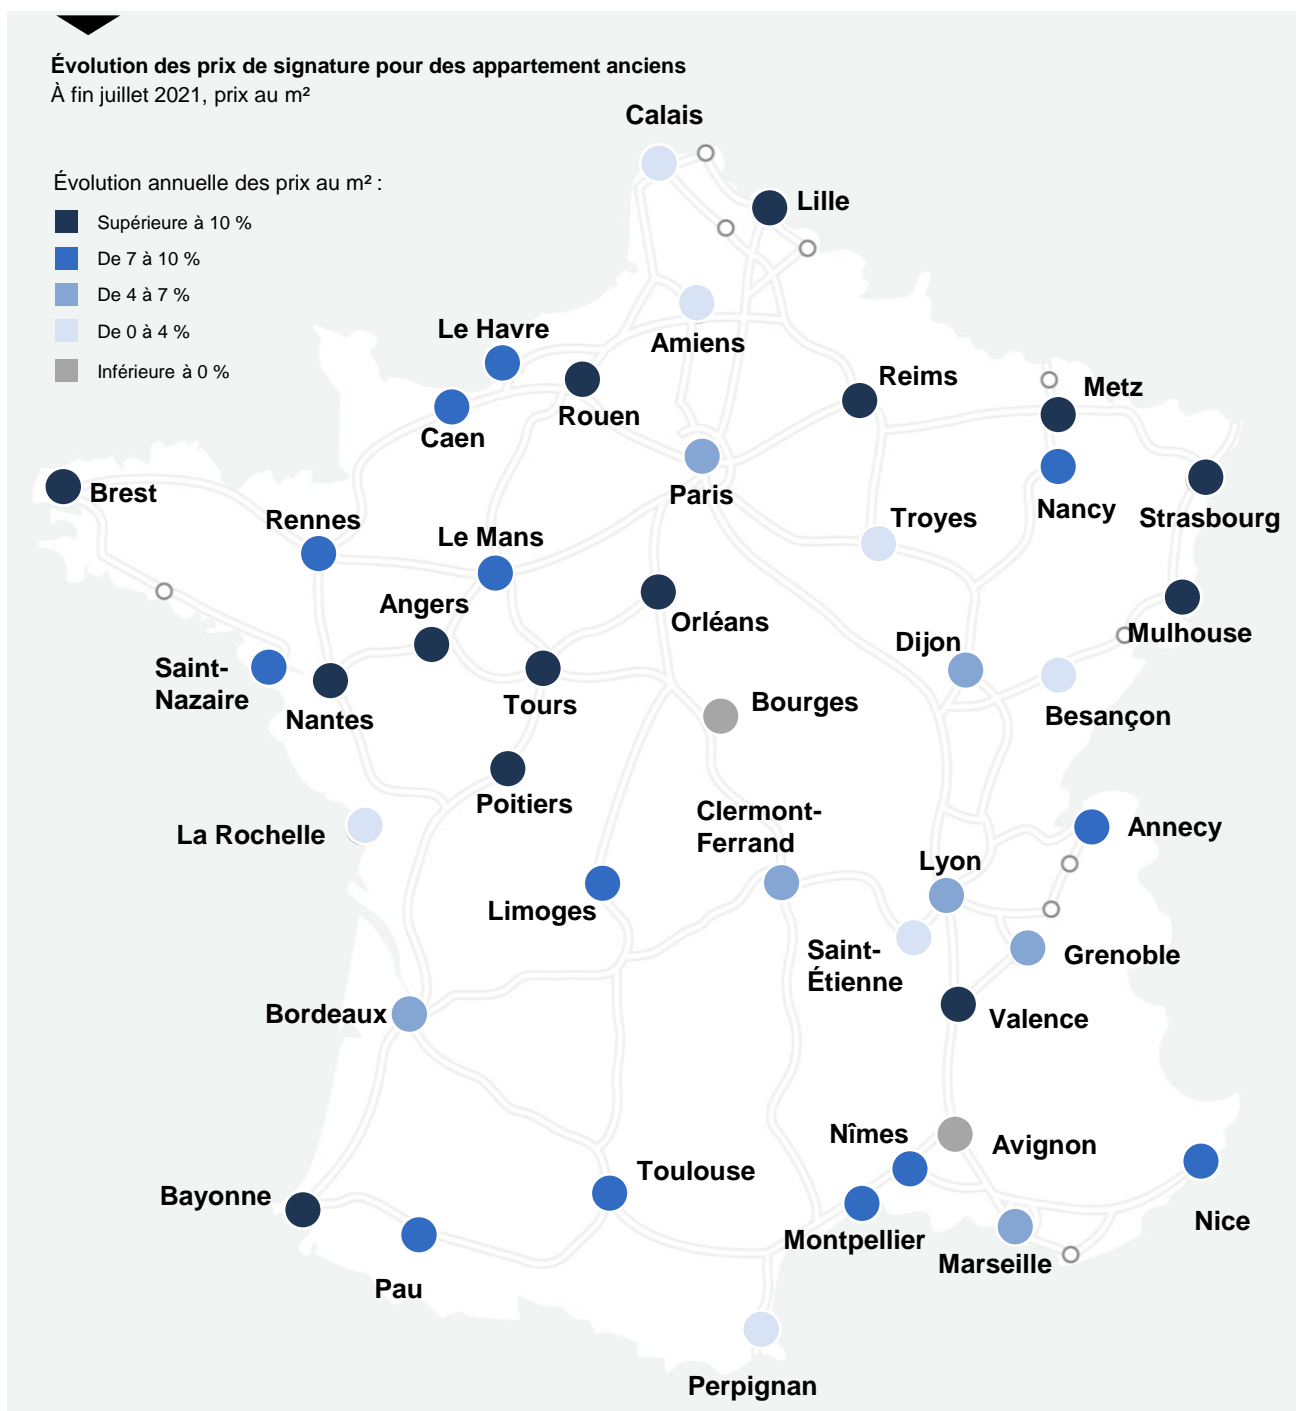 Évolution des prix de signature pour des appartement anciens
À fin juillet 2021, prix au m²
Évolution annuelle des prix au m² :
Supérieure à 10 %
De 7 à 10 %
De 4 à 7 %
De 0 à 4 %
Inférieure à 0 %
Calais
Lille
Le Havre
Amiens
Rouen
Caen
Reims
Metz
Paris
Brest
Rennes
Le Mans
Troyes
Nancy
Strasbourg
Angers
Orléans
Dijon
Mulhouse
Saint-
Nazaire
Nantes
Tours
Bourges
Besançon
Poitiers
La Rochelle
Clermont-
Ferrand
Annecy
Lyon
Limoges
Saint-
Étienne
Grenoble
Bordeaux
Valence
Nîmes
Avignon
Toulouse
Bayonne
Nice
Montpellier
Marseille
Pau
Perpignan